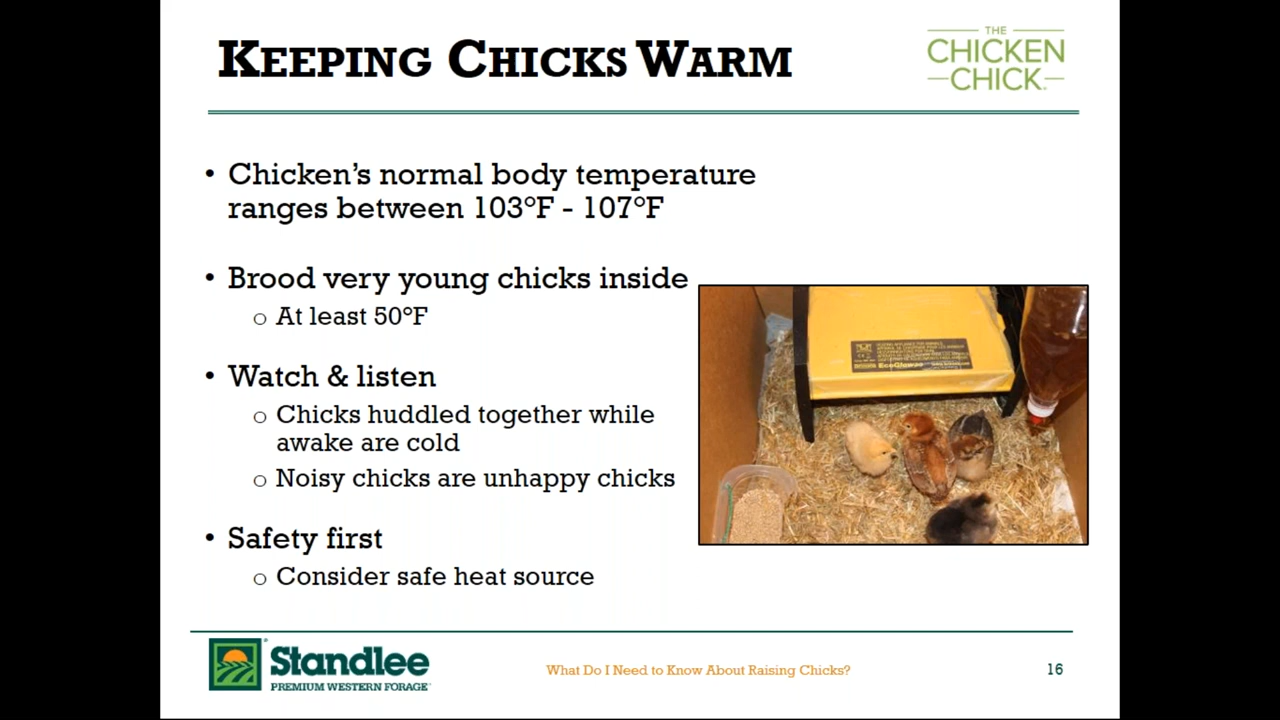 KEEPING CHICKS WARM
THE
CHICKEN
CHICK
• Chicken's normal body temperature
ranges between 103°F - 107°F
• Brood very young chicks inside
o At least 50°F
• Watch & listen
o Chicks huddled together while
awake are cold
o Noisy chicks are unhappy chicks
• Safety first
o Consider safe heat source
EcoGlow
Standlee
PREMIUM WESTERN FORAGE
What Do I Need to Know About Raising Chicks?
16